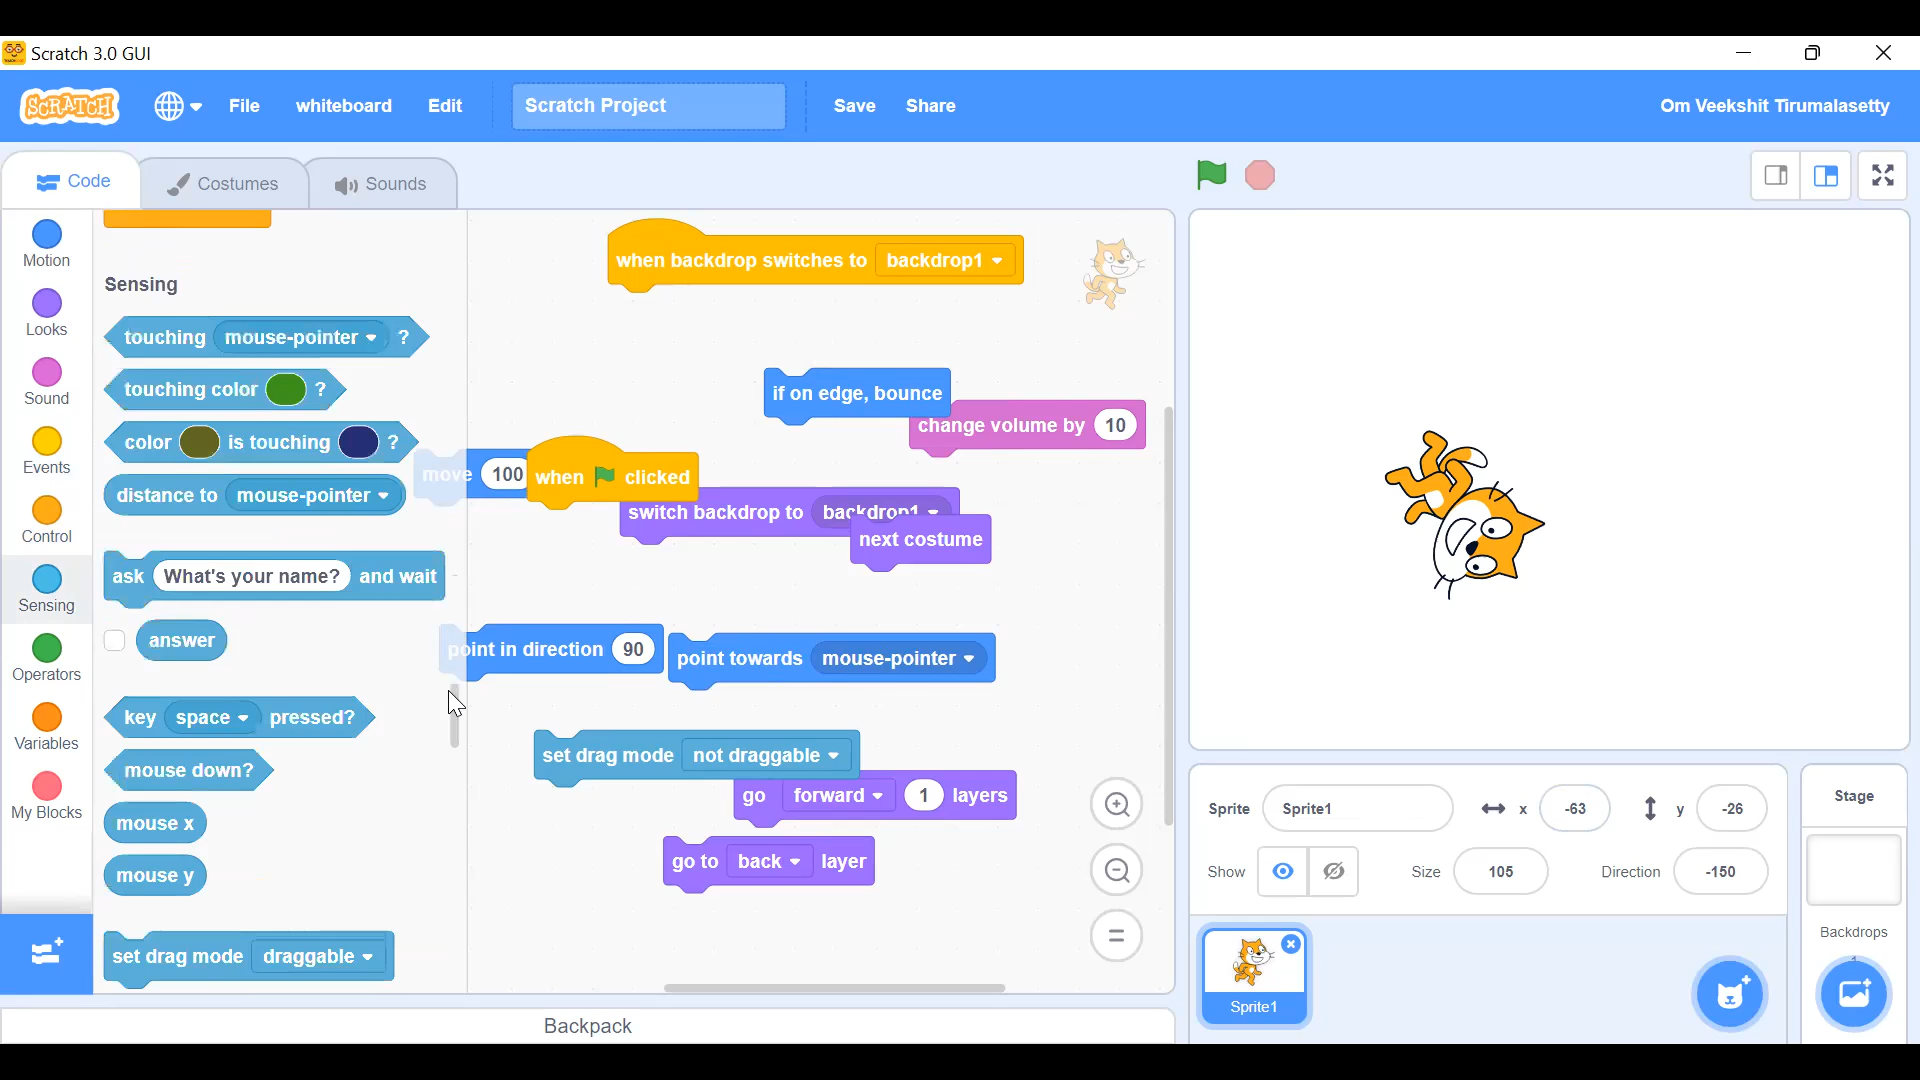 Scratch 3.0 GUI
SCRATCH File whiteboard Edit Scratch Project Save Share Om Veekshit Tirumalasetty
Code Costumes Sounds
Motion
Looks
Sound
Events
Control
Sensing
Operators
Variables
My Blocks
Sensing
touching mouse-pointer ?
touching color ?
color is touching ?
distance to mouse-pointer
ask What's your name? and wait
answer
key space pressed?
mouse down?
mouse x
mouse y
set drag mode draggable
when backdrop switches to backdrop1
if on edge, bounce
change volume by 10
move 100
when clicked
switch backdrop to backdrop1
next costume
point in direction 90
point towards mouse-pointer
set drag mode not draggable
go forward 1 layers
go to back layer
=
Backpack
Sprite Sprite1 x -63 y -26
Show Size 105 Direction -150
Sprite1
Stage
Backdrops